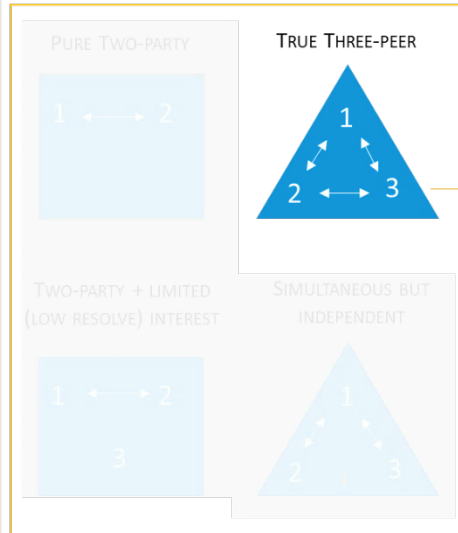 PURE TWO-PARTY
1 2
TRUE THREE-PEER
1
2 3
TWO-PARTY + LIMITED
(LOW RESOLVE) INTEREST
1 2
3
SIMULTANEOUS BUT
INDEPENDENT
1
2 3